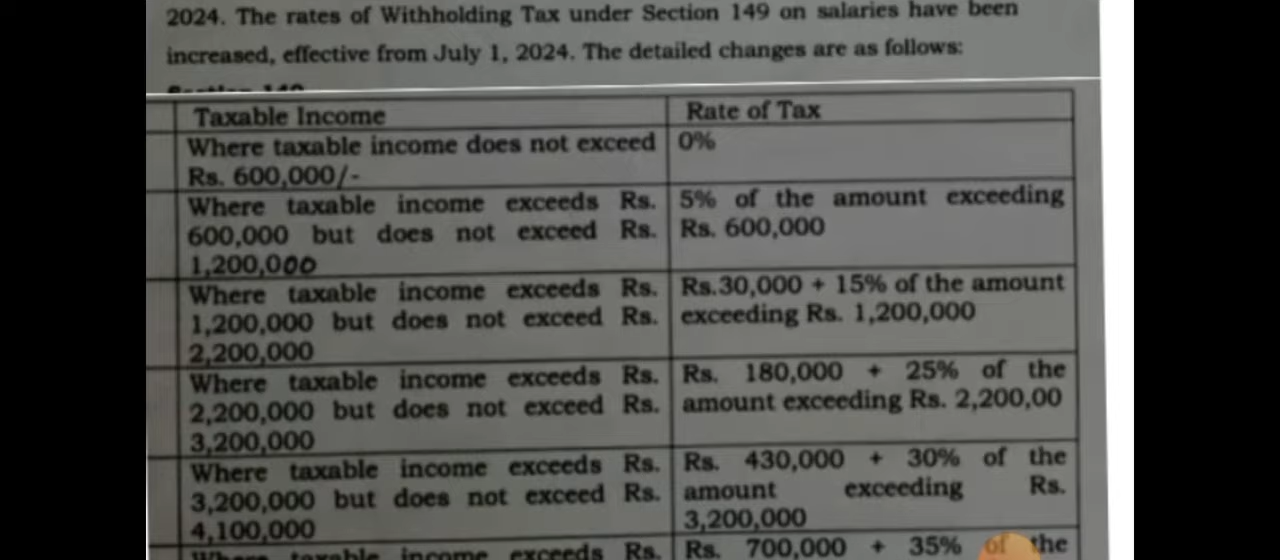 2024. The rates of Withholding Tax under Section 149 on salaries have been
increased, effective from July 1, 2024. The detailed changes are as follows:
Section 149
Taxable Income
Rate of Tax
Where taxable income does not exceed
Rs. 600,000/-
0%
Where taxable income exceeds Rs.
600,000 but does not exceed Rs.
1,200,000
5% of the amount exceeding
Rs. 600,000
Where taxable income exceeds Rs.
1,200,000 but does not exceed Rs.
2,200,000
Rs.30,000 + 15% of the amount
exceeding Rs. 1,200,000
Where taxable income exceeds Rs.
2,200,000 but does not exceed Rs.
3,200,000
Rs. 180,000 + 25% of the
amount exceeding Rs. 2,200,00
Where taxable income exceeds Rs.
3,200,000 but does not exceed Rs.
4,100,000
Rs. 430,000 + 30% of the
amount exceeding Rs.
3,200,000
Where taxable income exceeds Rs.
Rs. 700,000 + 35% of the